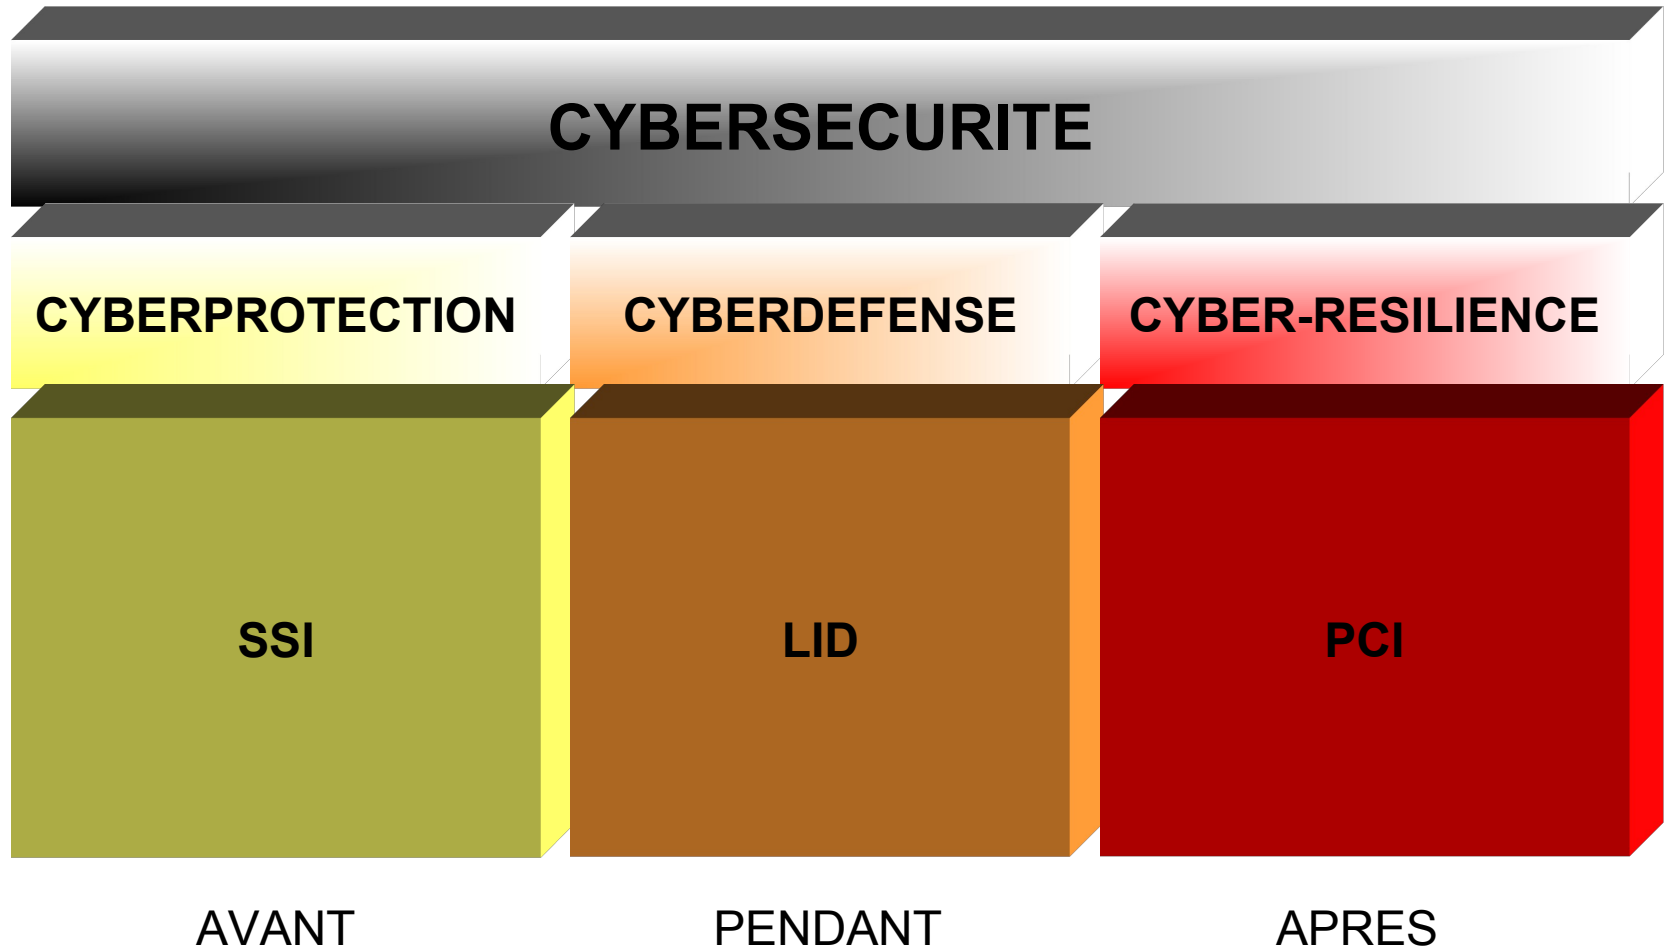 CYBERSECURITE
CYBERPROTECTION
CYBERDEFENSE
CYBER-RESILIENCE
SSI
LID
PCI
AVANT
PENDANT
APRES